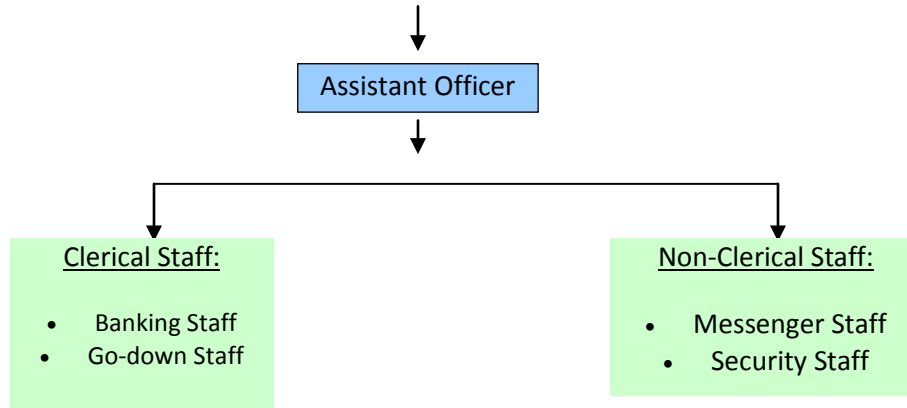 Assistant Officer
Clerical Staff:
• Banking Staff
• Go-down Staff
Non-Clerical Staff:
• Messenger Staff
• Security Staff